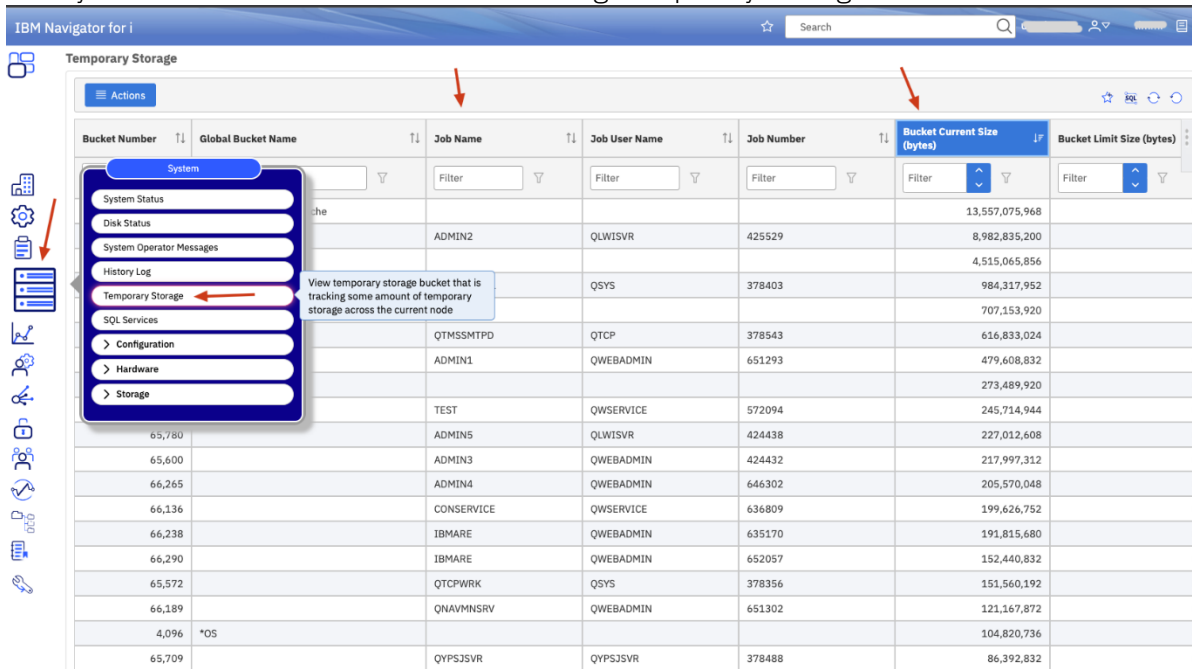 IBM Navigator for i
Search
Temporary Storage
Actions
SQL
Bucket Number Global Bucket Name Job Name Job User Name Job Number Bucket Current Size (bytes) Bucket Limit Size (bytes)
Filter Filter Filter Filter Filter
System
System Status
Disk Status
System Operator Messages
History Log
Temporary Storage
SQL Services
Configuration
Hardware
Storage
View temporary storage bucket that is
tracking some amount of temporary
storage across the current node
che 13,557,075,968
ADMIN2 QLWISVR 425529 8,982,835,200
4,515,065,856
QSYS 378403 984,317,952
707,153,920
QTMSSMTPD QTCP 378543 616,833,024
ADMIN1 QWEBADMIN 651293 479,608,832
273,489,920
TEST QWSERVICE 572094 245,714,944
65,780 ADMIN5 QLWISVR 424438 227,012,608
65,600 ADMIN3 QWEBADMIN 424432 217,997,312
66,265 ADMIN4 QWEBADMIN 646302 205,570,048
66,136 CONSERVICE QWSERVICE 636809 199,626,752
66,238 IBMARE QWEBADMIN 635170 191,815,680
66,290 IBMARE QWEBADMIN 652057 152,440,832
65,572 QTCPWRK QSYS 378356 151,560,192
66,189 QNAVMNSRV QWEBADMIN 651302 121,167,872
4,096 *OS 104,820,736
65,709 QYPSJSVR QYPSJSVR 378488 86,392,832